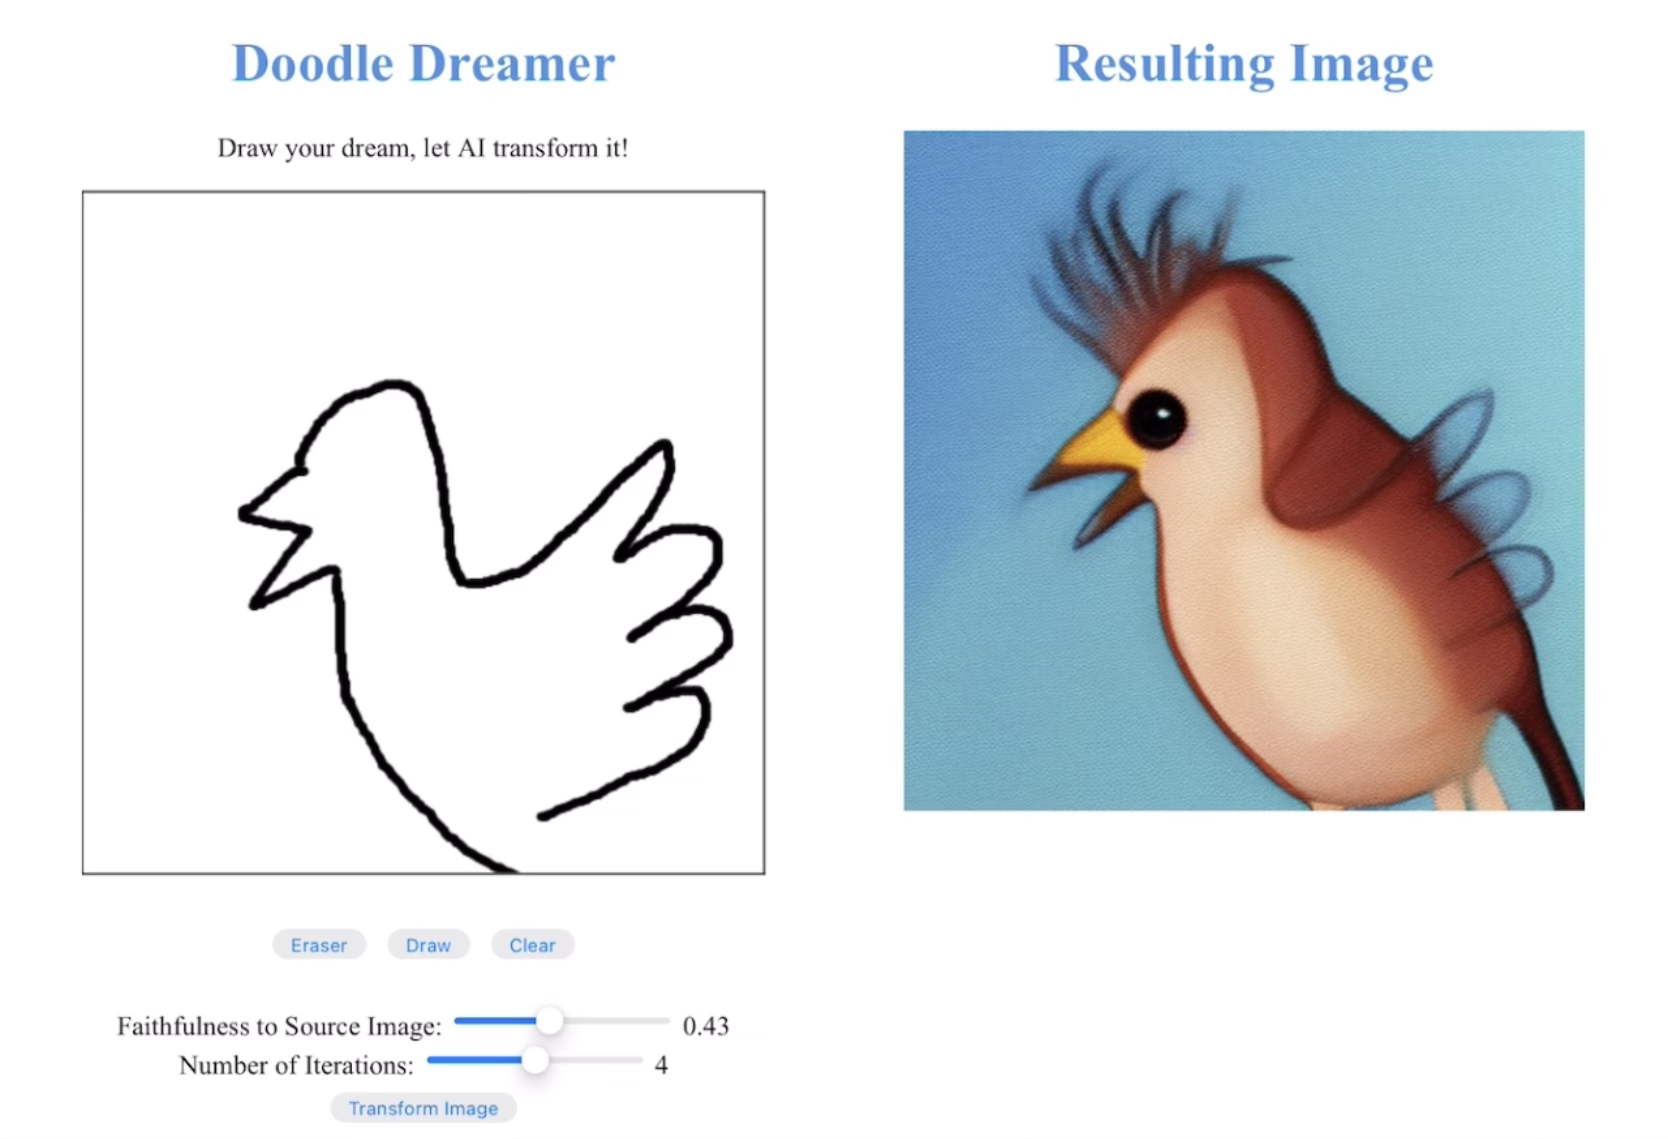 Doodle Dreamer
Draw your dream, let AI transform it!
Eraser
Draw
Clear
Faithfulness to Source Image: 0.43
Number of Iterations: 4
Transform Image
Resulting Image